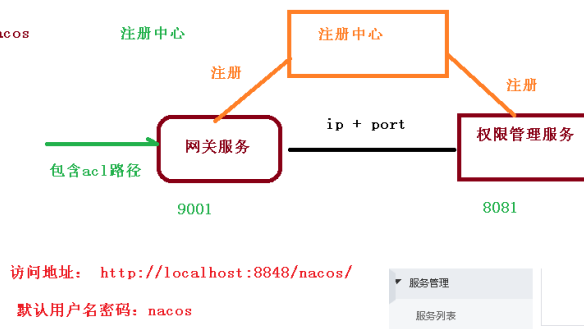 nacos
注册中心
注册中心
注册
注册
ip + port
网关服务
权限管理服务
包含acl路径
9001
8081
访问地址： http://localhost:8848/nacos/
默认用户名密码：nacos
服务管理
服务列表